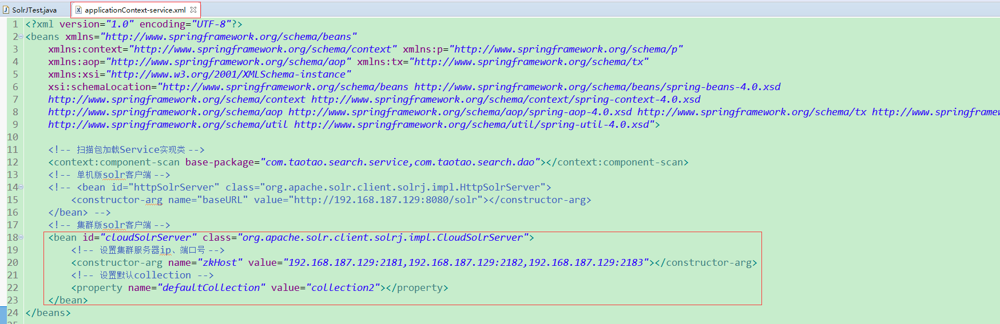 SolrJTest.java applicationContext-service.xml
1 <?xml version="1.0" encoding="UTF-8"?>
2 <beans xmlns="http://www.springframework.org/schema/beans"
3 xmlns:context="http://www.springframework.org/schema/context" xmlns:p="http://www.springframework.org/schema/p"
4 xmlns:aop="http://www.springframework.org/schema/aop" xmlns:tx="http://www.springframework.org/schema/tx"
5 xmlns:xsi="http://www.w3.org/2001/XMLSchema-instance"
6 xsi:schemaLocation="http://www.springframework.org/schema/beans http://www.springframework.org/schema/beans/spring-beans-4.0.xsd
7 http://www.springframework.org/schema/context http://www.springframework.org/schema/context/spring-context-4.0.xsd
8 http://www.springframework.org/schema/aop http://www.springframework.org/schema/aop/spring-aop-4.0.xsd http://www.springframework.org/schema/tx http://www.springframew
9 http://www.springframework.org/schema/util http://www.springframework.org/schema/util/spring-util-4.0.xsd">
10
11 <!-- 扫描包加载Service实现类 -->
12 <context:component-scan base-package="com.taotao.search.service,com.taotao.search.dao"></context:component-scan>
13 <!-- 单机版solr客户端 -->
14 <!-- <bean id="httpSolrServer" class="org.apache.solr.client.solrj.impl.HttpSolrServer">
15 <constructor-arg name="baseURL" value="http://192.168.187.129:8080/solr"></constructor-arg>
16 </bean> -->
17 <!-- 集群版solr客户端 -->
18 <bean id="cloudSolrServer" class="org.apache.solr.client.solrj.impl.CloudSolrServer">
19 <!-- 设置集群服务器ip、端口号 -->
20 <constructor-arg name="zkHost" value="192.168.187.129:2181,192.168.187.129:2182,192.168.187.129:2183"></constructor-arg>
21 <!-- 设置默认collection -->
22 <property name="defaultCollection" value="collection2"></property>
23 </bean>
24 </beans>